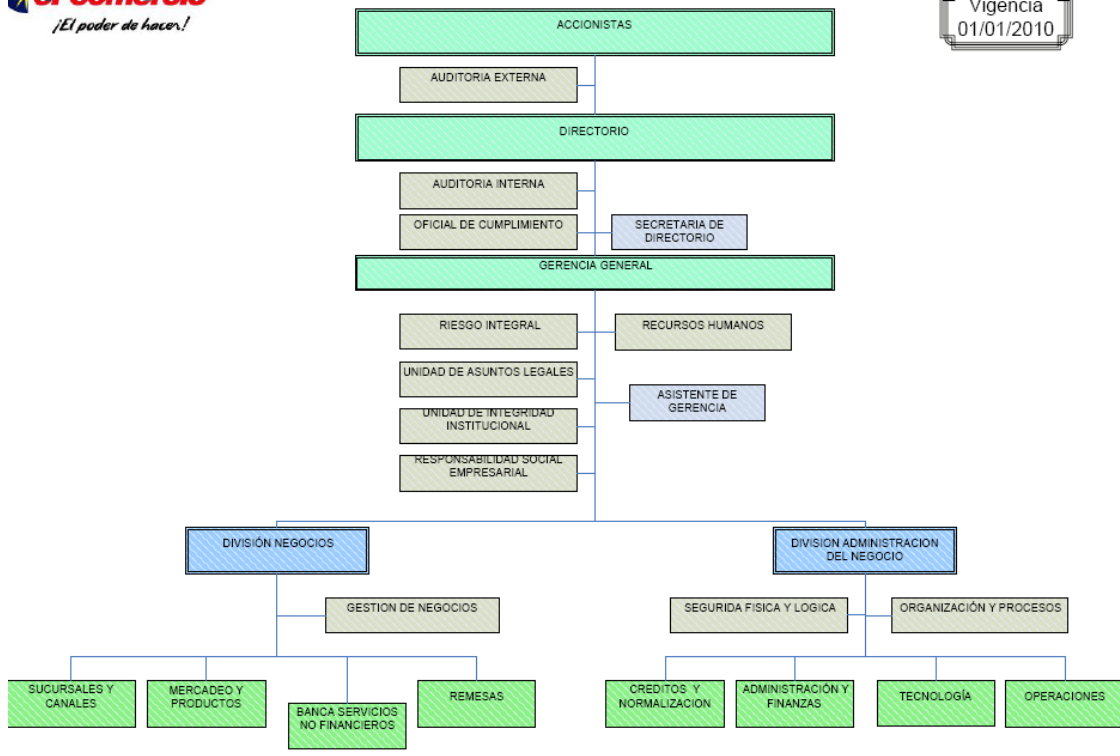 el comercio
¡El poder de hacer!
Vigencia
01/01/2010
ACCIONISTAS
AUDITORIA EXTERNA
DIRECTORIO
AUDITORIA INTERNA
OFICIAL DE CUMPLIMIENTO
SECRETARIA DE
DIRECTORIO
GERENCIA GENERAL
RIESGO INTEGRAL
RECURSOS HUMANOS
UNIDAD DE ASUNTOS LEGALES
ASISTENTE DE
GERENCIA
UNIDAD DE INTEGRIDAD
INSTITUCIONAL
RESPONSABILIDAD SOCIAL
EMPRESARIAL
DIVISIÓN NEGOCIOS
DIVISION ADMINISTRACION
DEL NEGOCIO
GESTION DE NEGOCIOS
SEGURIDA FISICA Y LOGICA
ORGANIZACIÓN Y PROCESOS
SUCURSALES Y
CANALES
MERCADEO Y
PRODUCTOS
BANCA SERVICIOS
NO FINANCIEROS
REMESAS
CREDITOS Y
NORMALIZACION
ADMINISTRACIÓN Y
FINANZAS
TECNOLOGÍA
OPERACIONES